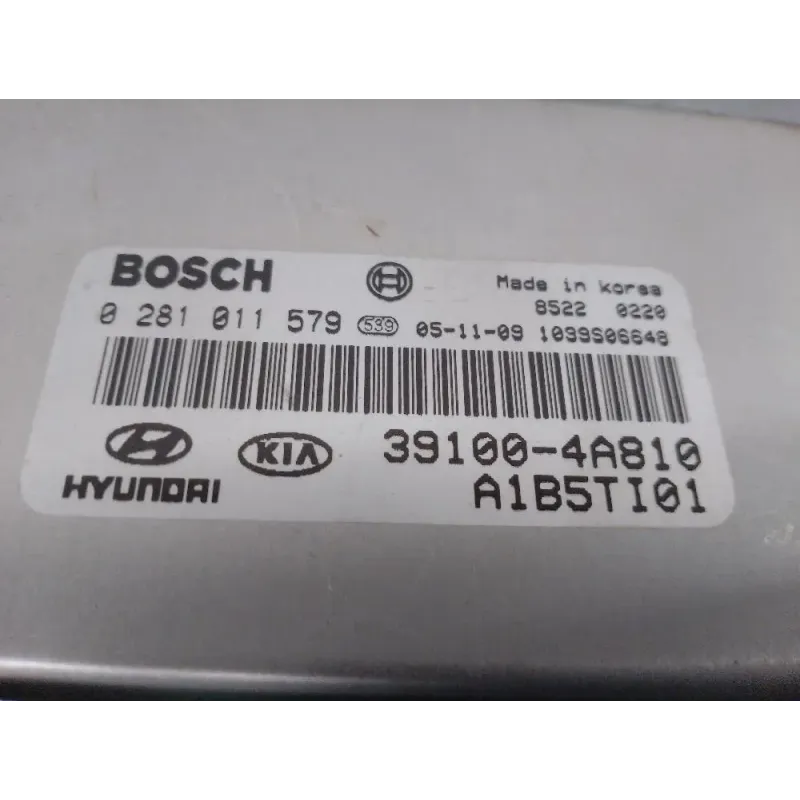 BOSCH
Made in korea
8522 0220
0 281 011 579 539 05-11-09 1039S06648
HYUNDAI KIA 39100-4A810
A1B5TI01